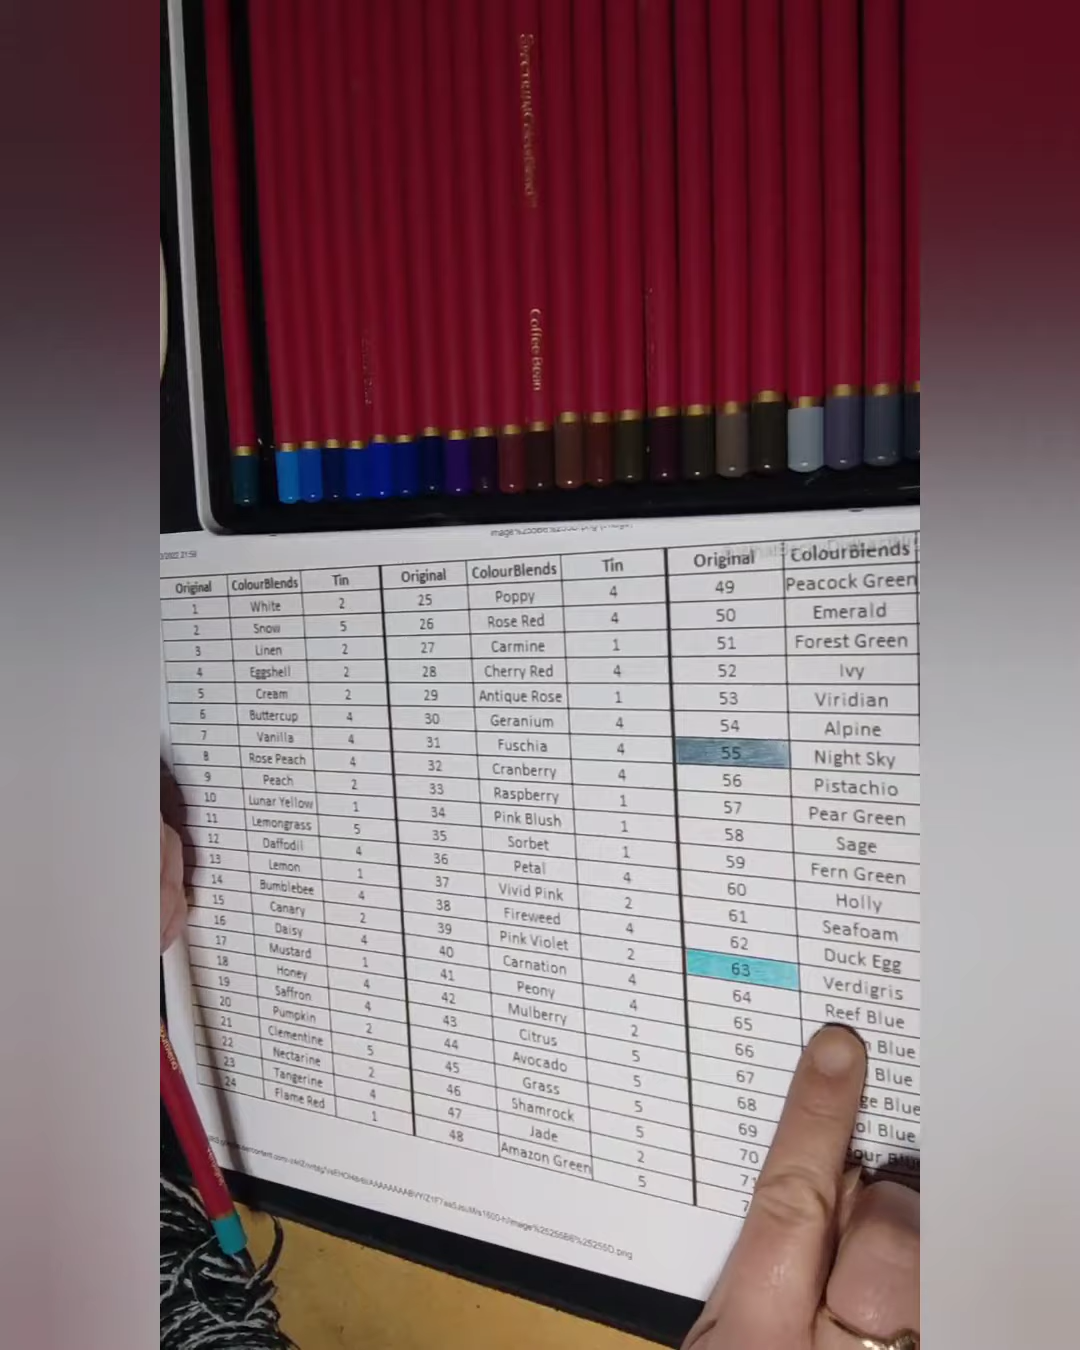 Coffee Bean
Original ColourBlends Tin Original ColourBlends Tin Original ColourBlends
1 White 2 25 Poppy 4 49 Peacock Green
2 Snow 5 26 Rose Red 4 50 Emerald
3 Linen 2 27 Carmine 1 51 Forest Green
4 Eggshell 2 28 Cherry Red 4 52 Ivy
5 Cream 2 29 Antique Rose 1 53 Viridian
6 Buttercup 4 30 Geranium 4 54 Alpine
7 Vanilla 4 31 Fuschia 4 55 Night Sky
8 Rose Peach 4 32 Cranberry 4 56 Pistachio
9 Peach 2 33 Raspberry 1 57 Pear Green
10 Lunar Yellow 1 34 Pink Blush 1 58 Sage
11 Lemongrass 5 35 Sorbet 1 59 Fern Green
12 Daffodil 4 36 Petal 4 60 Holly
13 Lemon 1 37 Vivid Pink 2 61 Seafoam
14 Bumblebee 4 38 Fireweed 4 62 Duck Egg
15 Canary 2 39 Pink Violet 2 63 Verdigris
16 Daisy 4 40 Carnation 4 64 Reef Blue
17 Mustard 1 41 Peony 4 65 Blue
18 Honey 4 42 Mulberry 2 66 Blue
19 Saffron 4 43 Citrus 5 67 Blue
20 Pumpkin 2 44 Avocado 5 68 Blue
21 Clementine 5 45 Grass 5 69 Blue
22 Nectarine 2 46 Shamrock 5 70
23 Tangerine 4 47 Jade 2
24 Flame Red 1 48 Amazon Green 5